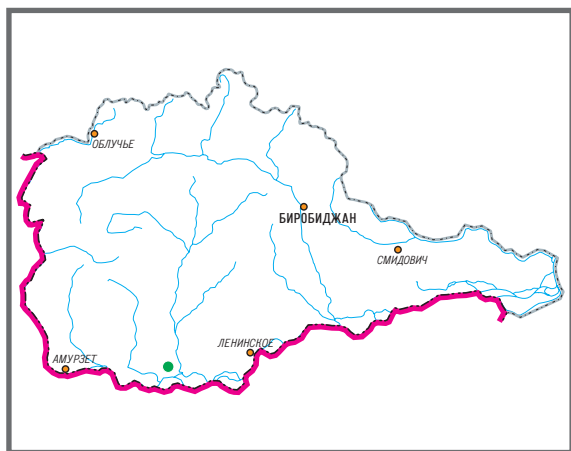 ОБЛУЧЬЕ
БИРОБИДЖАН
СМИДОВИЧ
ЛЕНИНСКОЕ
АМУРЗЕТ